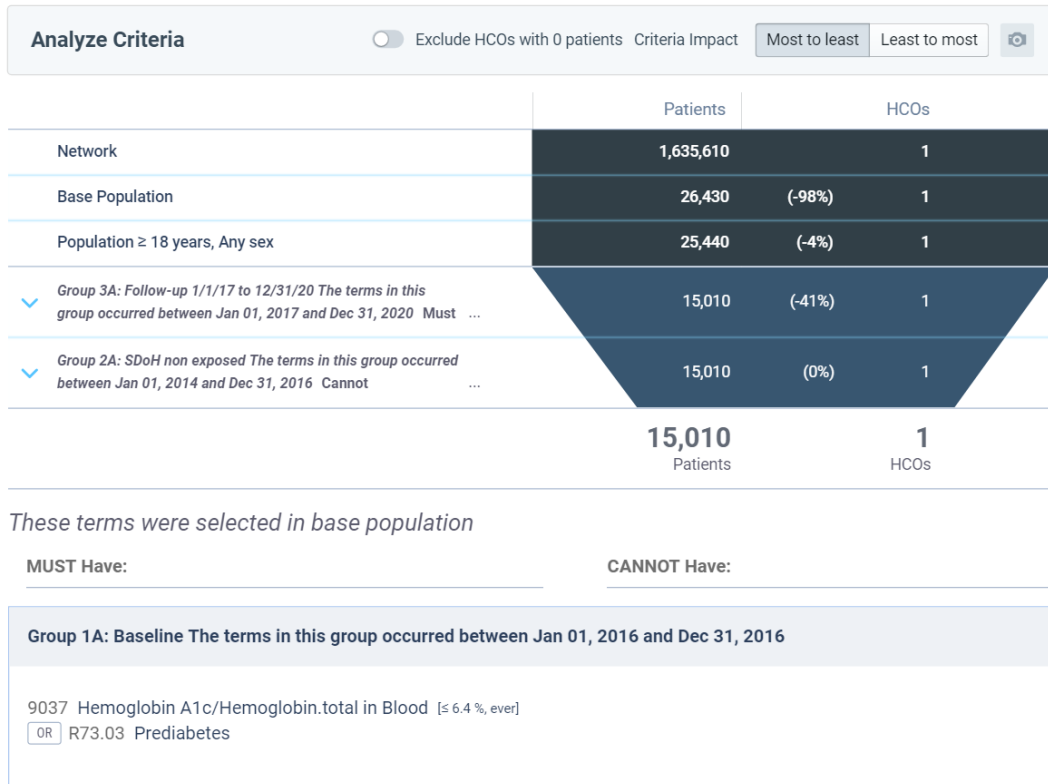 Analyze Criteria Exclude HCOs with 0 patients Criteria Impact Most to least Least to most
Patients HCOs
Network 1,635,610 1
Base Population 26,430 (-98%) 1
Population ≥ 18 years, Any sex 25,440 (-4%) 1
Group 3A: Follow-up 1/1/17 to 12/31/20 The terms in this
group occurred between Jan 01, 2017 and Dec 31, 2020 Must ...
15,010 (-41%) 1
Group 2A: SDoH non exposed The terms in this group occurred
between Jan 01, 2014 and Dec 31, 2016 Cannot ...
15,010 (0%) 1
15,010 1
Patients HCOs
These terms were selected in base population
MUST Have: CANNOT Have:
Group 1A: Baseline The terms in this group occurred between Jan 01, 2016 and Dec 31, 2016
9037 Hemoglobin A1c/Hemoglobin.total in Blood [≤ 6.4 %, ever]
OR R73.03 Prediabetes